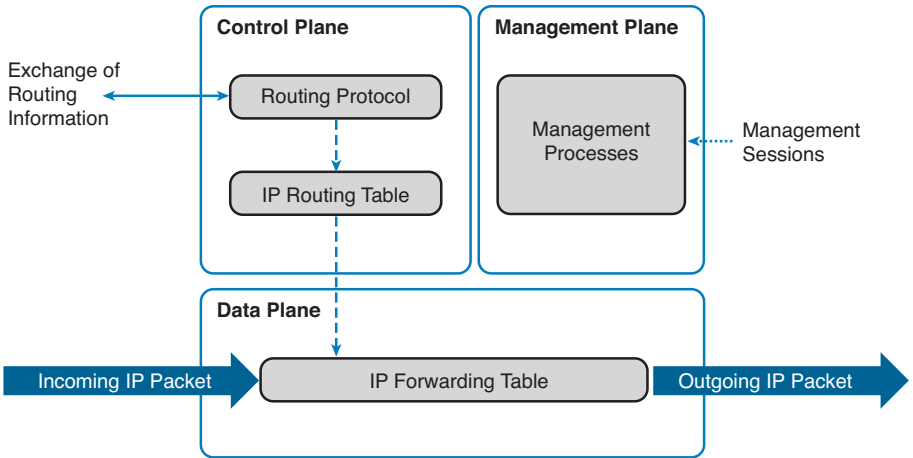 Control Plane
Management Plane
Exchange of
Routing
Information
Routing Protocol
Management
Processes
Management
Sessions
IP Routing Table
Data Plane
Incoming IP Packet
IP Forwarding Table
Outgoing IP Packet